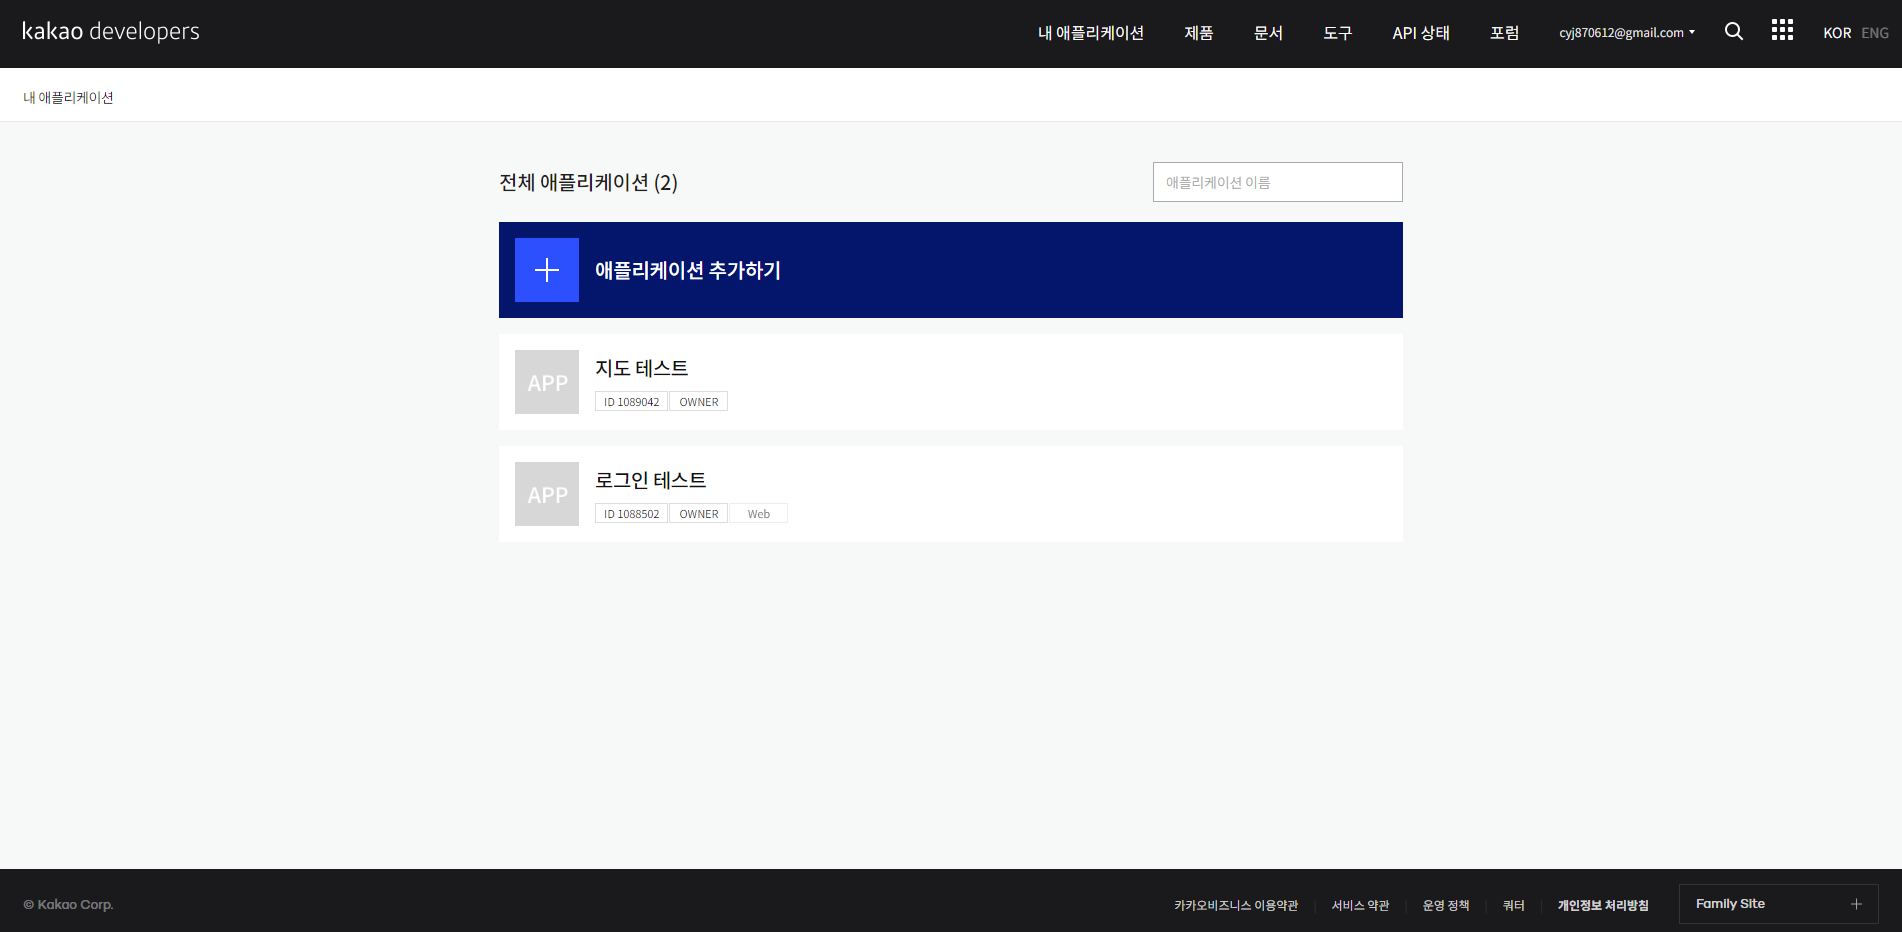 kakao developers
내 애플리케이션 제품 문서 도구 API 상태 포럼 cyj870612@gmail.com KOR ENG
내 애플리케이션
전체 애플리케이션 (2)
애플리케이션 이름
애플리케이션 추가하기
APP
지도 테스트
ID 1089042 OWNER
APP
로그인 테스트
ID 1088502 OWNER Web
© Kakao Corp.
카카오비즈니스 이용약관 서비스 약관 운영 정책 쿼터 개인정보 처리방침 Family Site